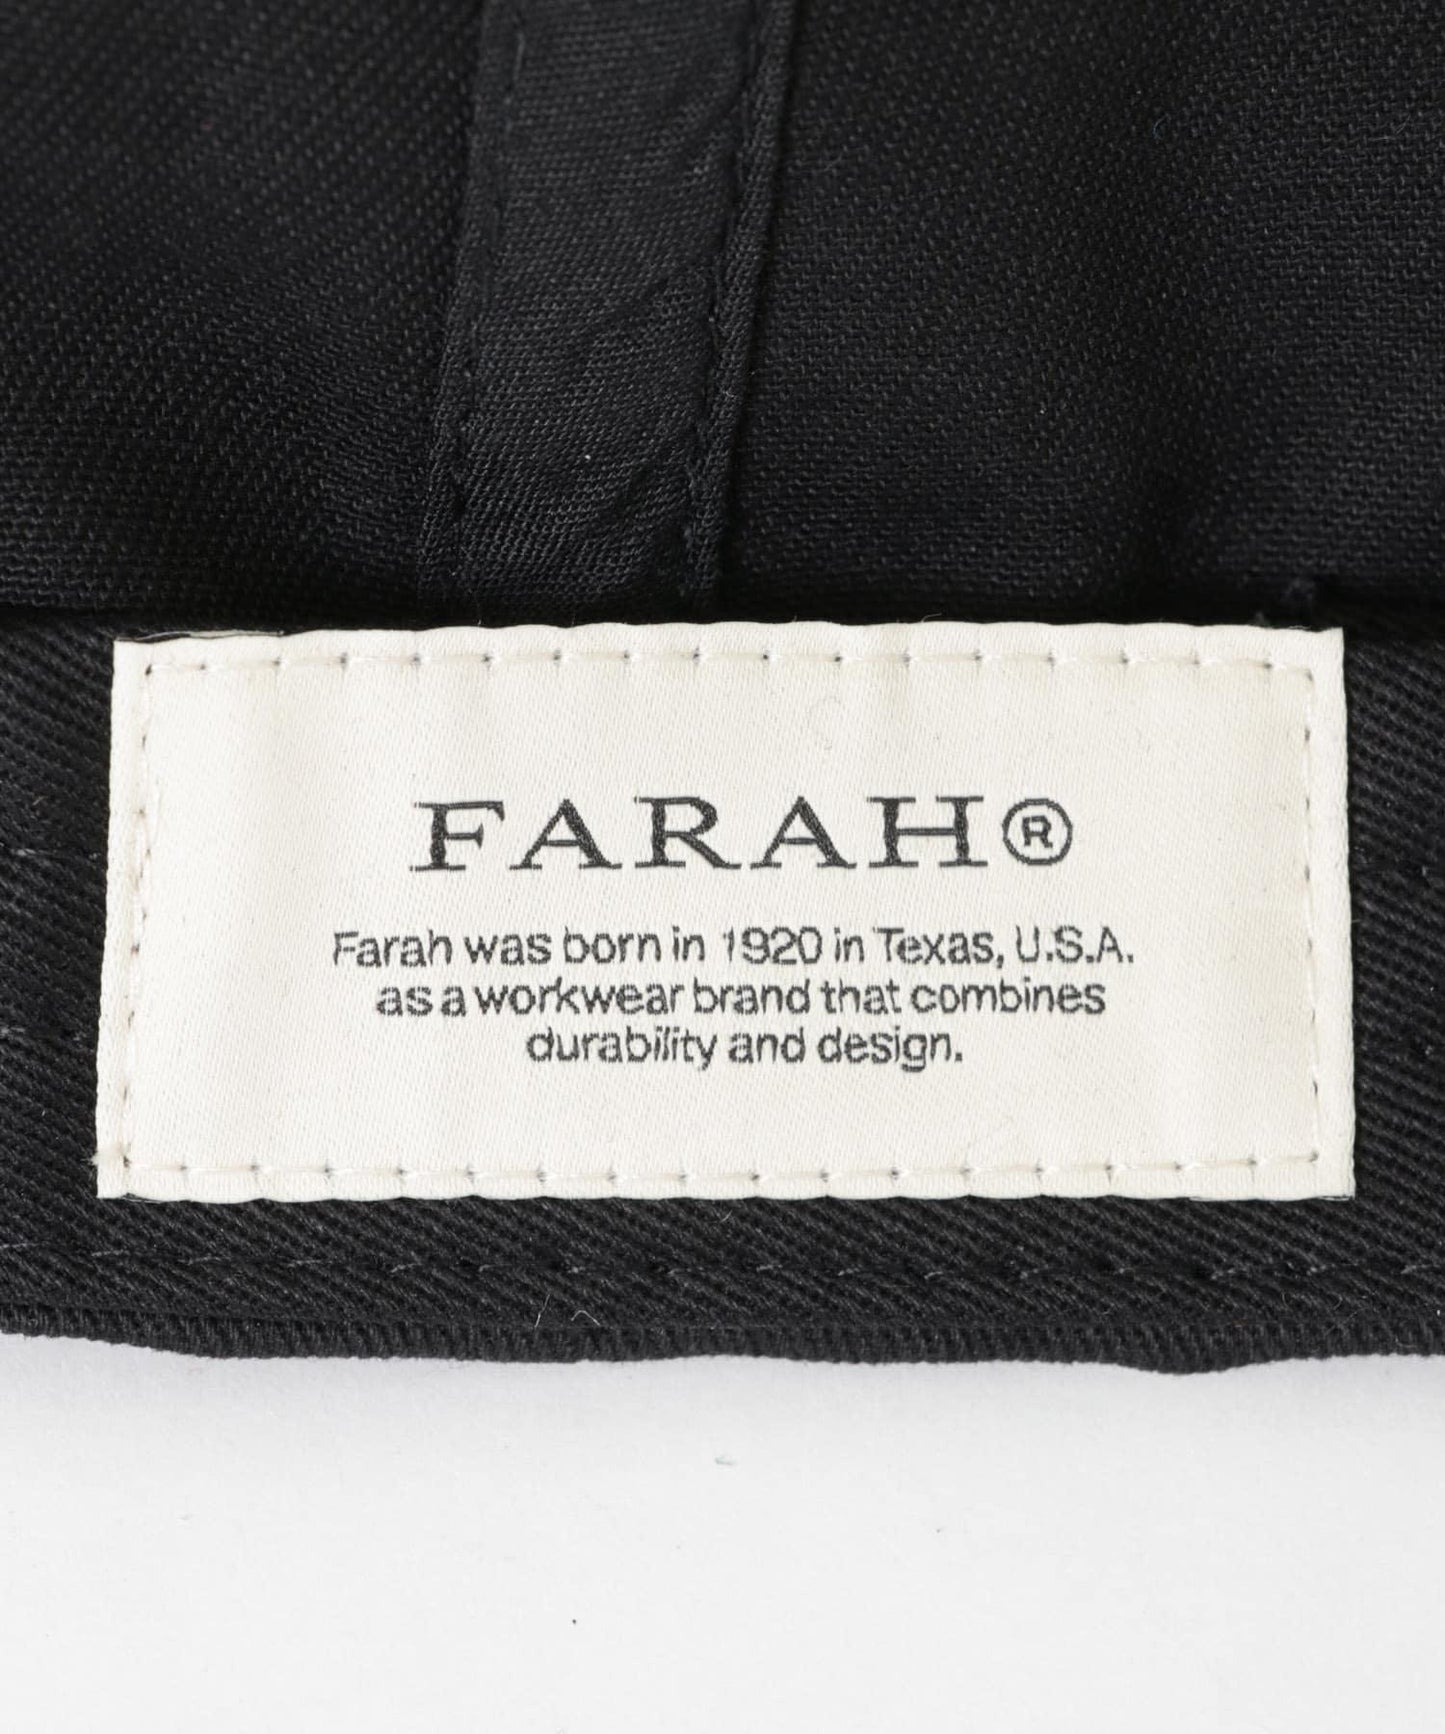 FARAH®
Farah was born in 1920 in Texas, U.S.A.
as a workwear brand that combines
durability and design.